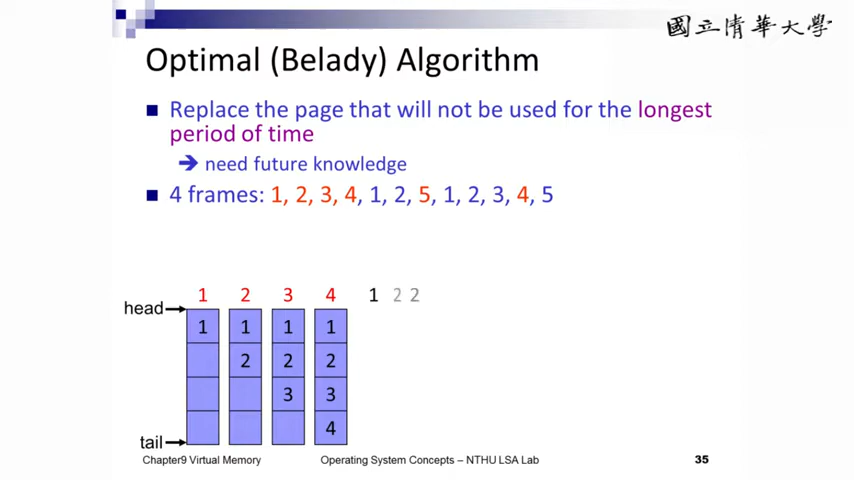 國立清華大學
Optimal (Belady) Algorithm
Replace the page that will not be used for the longest
period of time
➔ need future knowledge
4 frames: 1, 2, 3, 4, 1, 2, 5, 1, 2, 3, 4, 5
1 2 3 4 1 2 2
head
1 1 1 1
2 2 2
3 3
4
tail
Chapter9 Virtual Memory
Operating System Concepts – NTHU LSA Lab
35